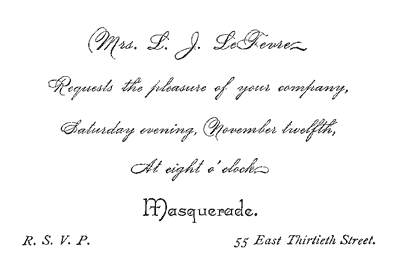 Mrs. L. J. LeFevre
Requests the pleasure of your company,
Saturday evening, November twelfth,
At eight o'clock.
Masquerade.
R. S. V. P. 55 East Thirtieth Street.